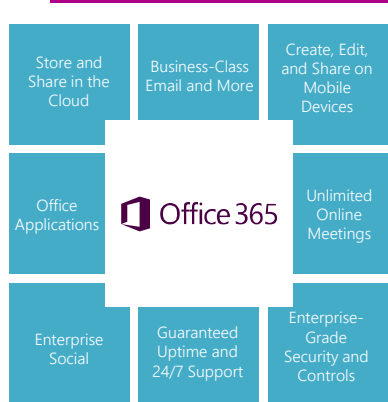 Store and
Share in the
Cloud
Business-Class
Email and More
Create, Edit,
and Share on
Mobile
Devices
Office
Applications
Office 365
Unlimited
Online
Meetings
Enterprise
Social
Guaranteed
Uptime and
24/7 Support
Enterprise-
Grade
Security and
Controls